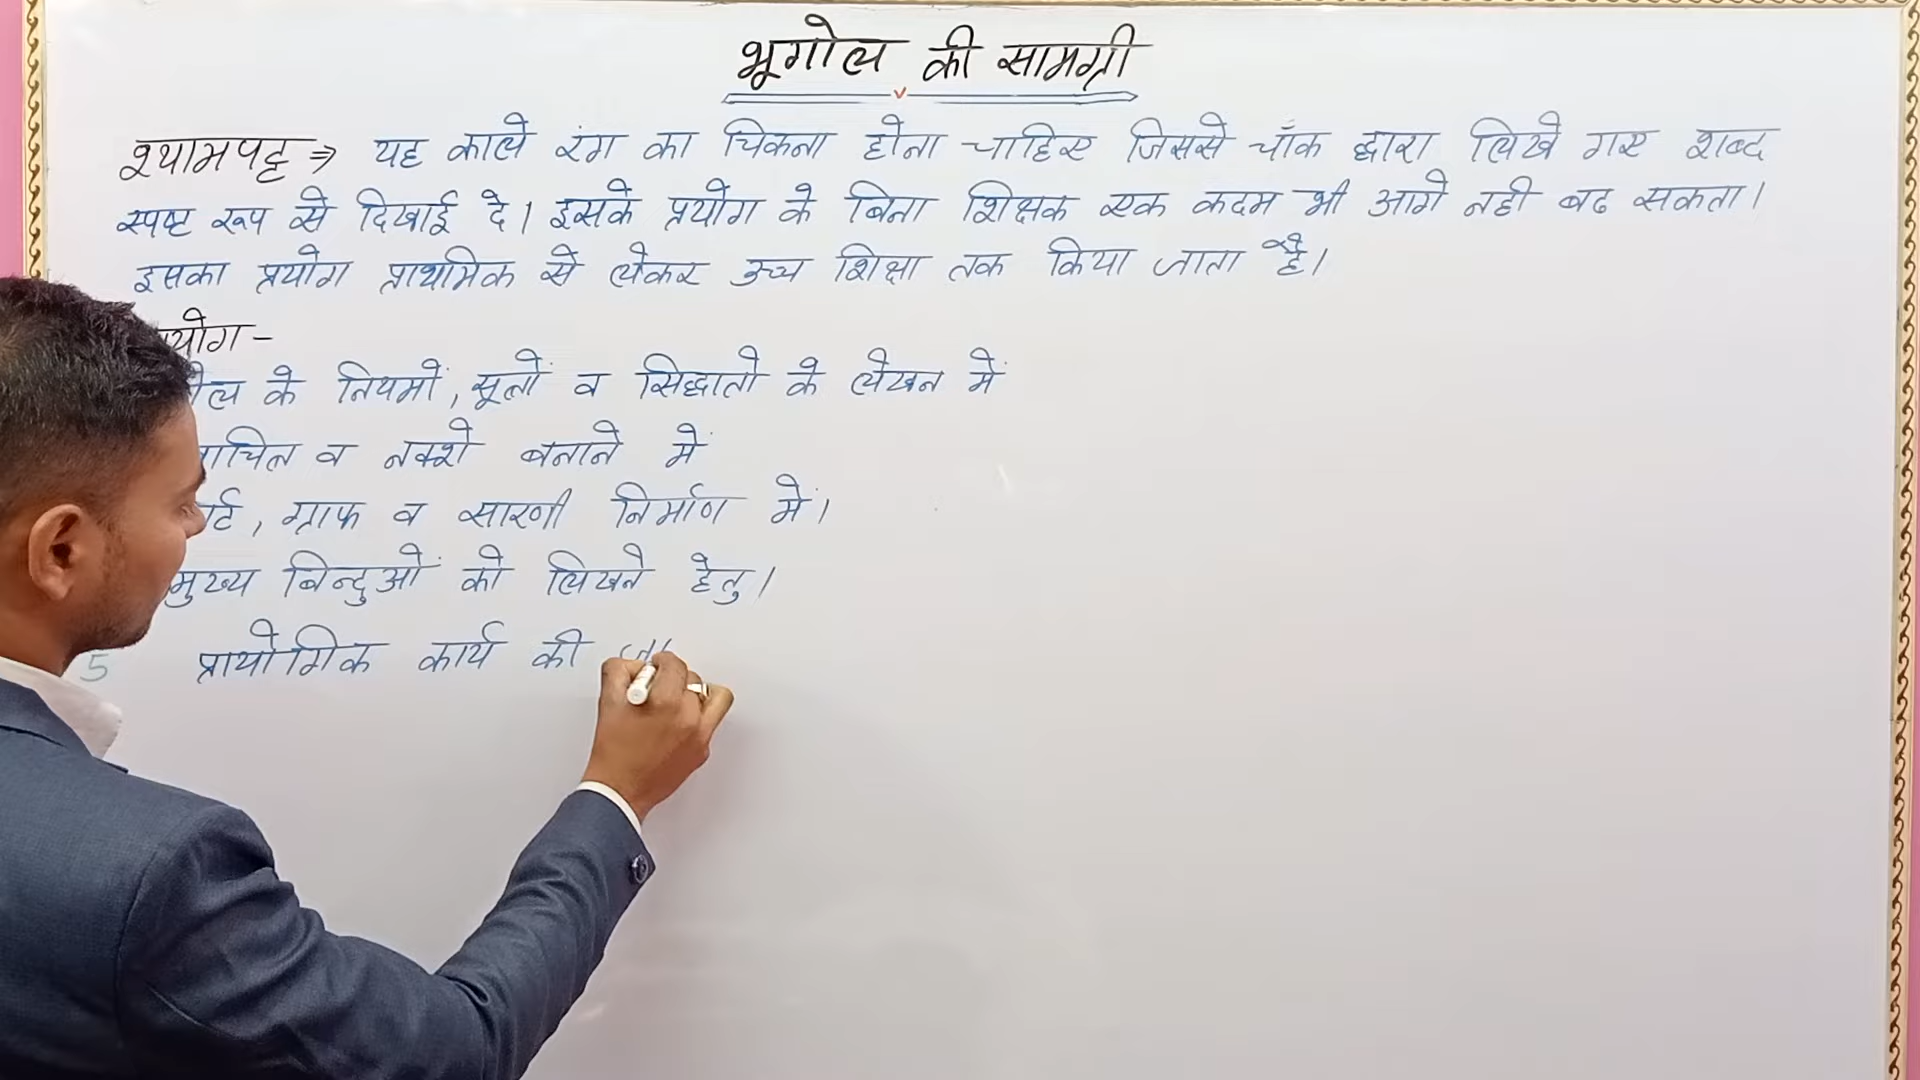 भूगोल की सामग्री
श्यामपट्ट ⇒ यह काले रंग का चिकना होना चाहिए जिससे चॉक द्वारा लिखे गए शब्द
स्पष्ट रूप से दिखाई दे। इसके प्रयोग के बिना शिक्षक एक कदम भी आगे नही बढ सकता।
इसका प्रयोग प्राथमिक से लेकर उच्च शिक्षा तक किया जाता है।
योग -
के नियमों, सूत्रों व सिद्धातो के लेखन में
व नक्शे बनाने में
ग्राफ व सारणी निर्माण में।
मुख्य बिन्दुओं को लिखने हेतु।
5 प्रायोगिक कार्य की